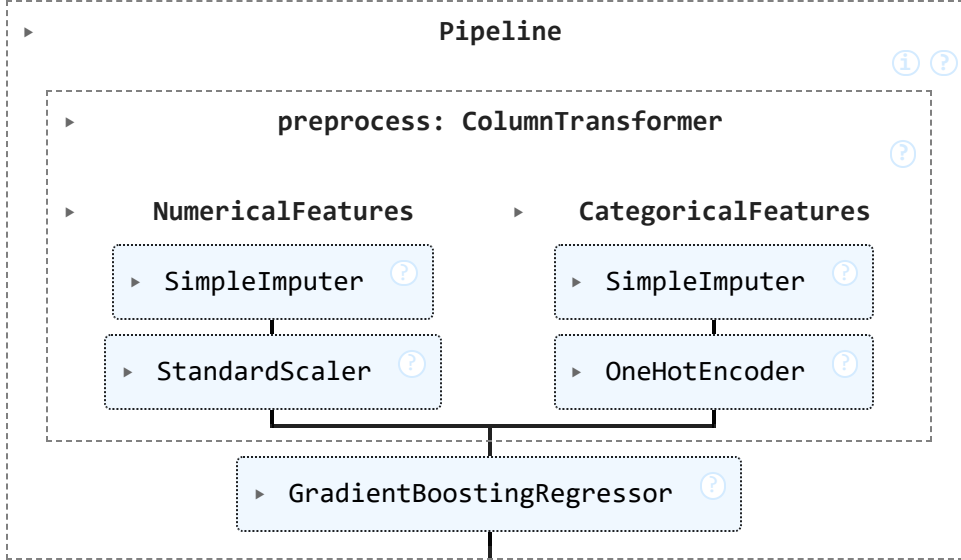 Pipeline
i ?
preprocess: ColumnTransformer
?
NumericalFeatures CategoricalFeatures
SimpleImputer ? SimpleImputer ?
StandardScaler ? OneHotEncoder ?
GradientBoostingRegressor ?